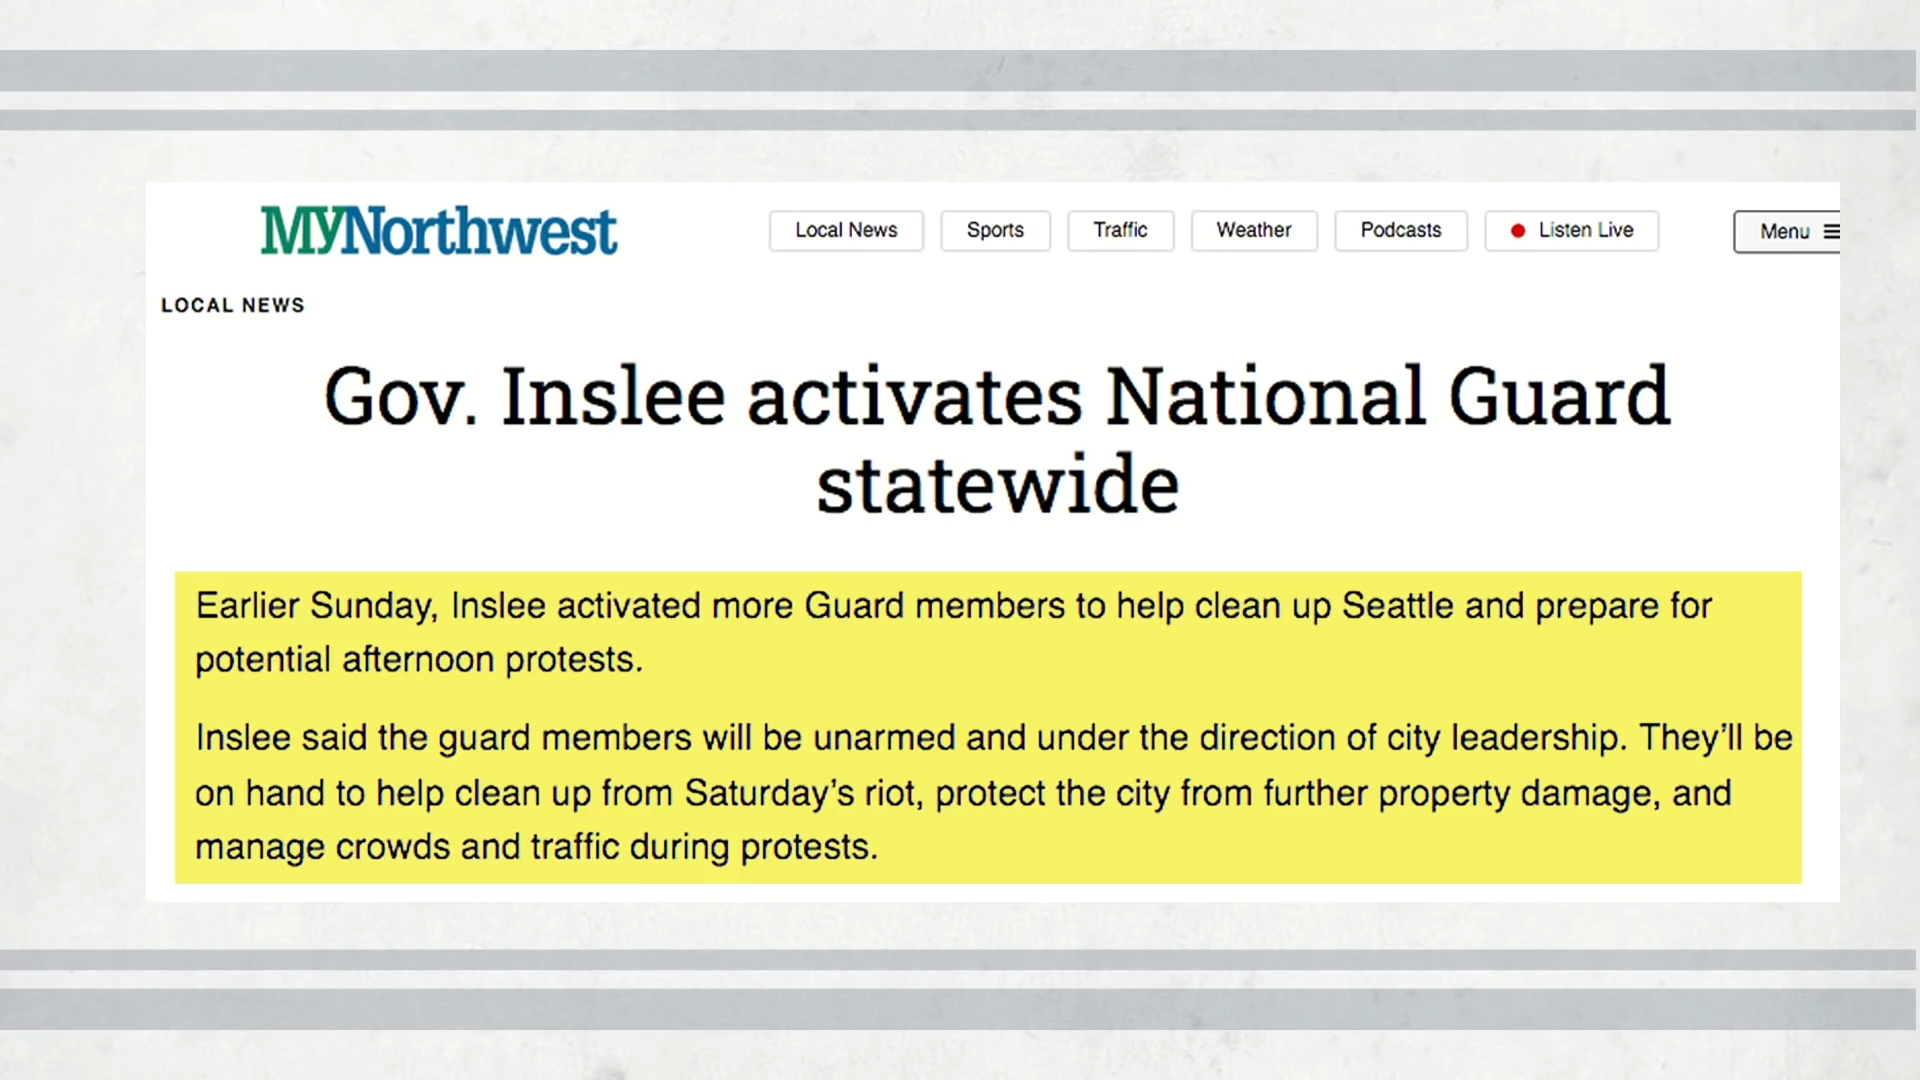 MyNorthwest
Local News
Sports
Traffic
Weather
Podcasts
Listen Live
Menu
LOCAL NEWS
Gov. Inslee activates National Guard
statewide
Earlier Sunday, Inslee activated more Guard members to help clean up Seattle and prepare for
potential afternoon protests.
Inslee said the guard members will be unarmed and under the direction of city leadership. They’ll be
on hand to help clean up from Saturday’s riot, protect the city from further property damage, and
manage crowds and traffic during protests.